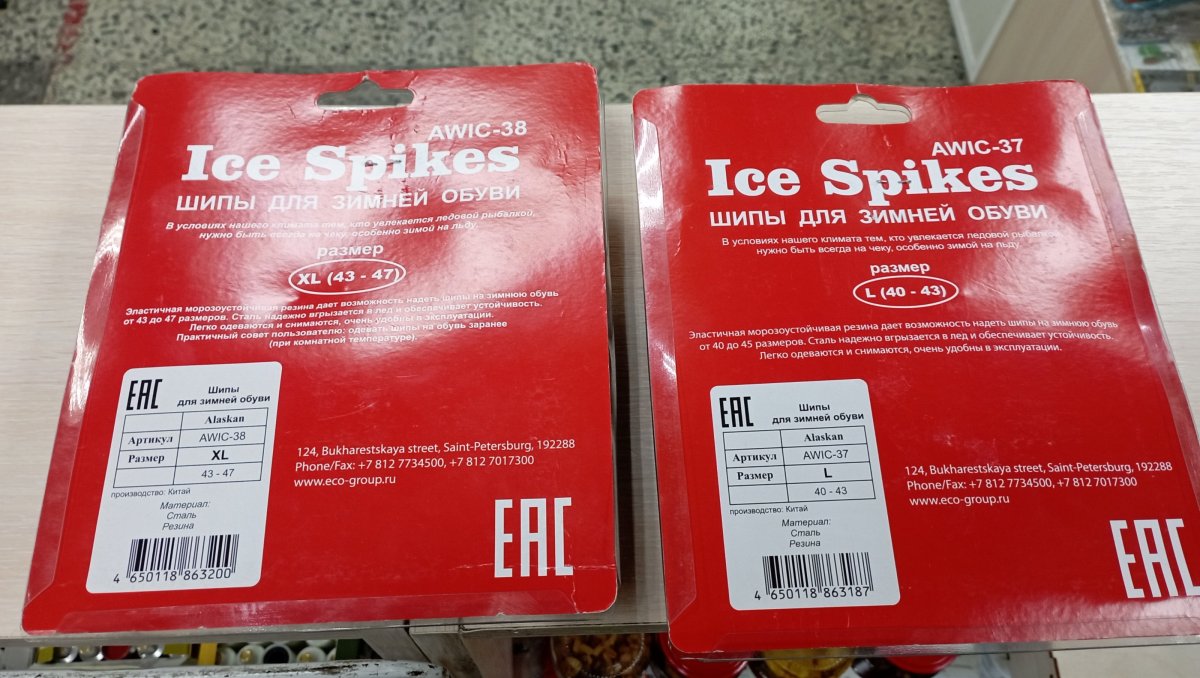 AWIC-38
Ice Spikes
ШИПЫ ДЛЯ ЗИМНЕЙ ОБУВИ
В условиях нашего климата тем, кто увлекается ледовой рыбалкой,
нужно быть всегда на чеку, особенно зимой на льду.
размер
XL (43 - 47)
Эластичная морозоустойчивая резина дает возможность надеть шипы на зимнюю обувь
от 43 до 47 размеров. Сталь надежно вгрызается в лед и обеспечивает устойчивость.
Легко одеваются и снимаются, очень удобны в эксплуатации.
Практичный совет пользователю: одевать шипы на обувь заранее
(при комнатной температуре).
EAC
Шипы
для зимней обуви
Alaskan
Артикул AWIC-38
Размер XL
43 - 47
производство: Китай
Материал:
Сталь
Резина
4 650118 863200
124, Bukharestskaya street, Saint-Petersburg, 192288
Phone/Fax: +7 812 7734500, +7 812 7017300
www.eco-group.ru
EAC
AWIC-37
Ice Spikes
ШИПЫ ДЛЯ ЗИМНЕЙ ОБУВИ
В условиях нашего климата тем, кто увлекается ледовой рыбалкой,
нужно быть всегда на чеку, особенно зимой на льду.
размер
L (40 - 43)
Эластичная морозоустойчивая резина дает возможность надеть шипы на зимнюю обувь
от 40 до 45 размеров. Сталь надежно вгрызается в лед и обеспечивает устойчивость.
Легко одеваются и снимаются, очень удобны в эксплуатации.
EAC
Шипы
для зимней обуви
Alaskan
Артикул AWIC-37
Размер L
40 - 43
производство: Китай
Материал:
Сталь
Резина
4 650118 863187
124, Bukharestskaya street, Saint-Petersburg, 192288
Phone/Fax: +7 812 7734500, +7 812 7017300
www.eco-group.ru
EAC